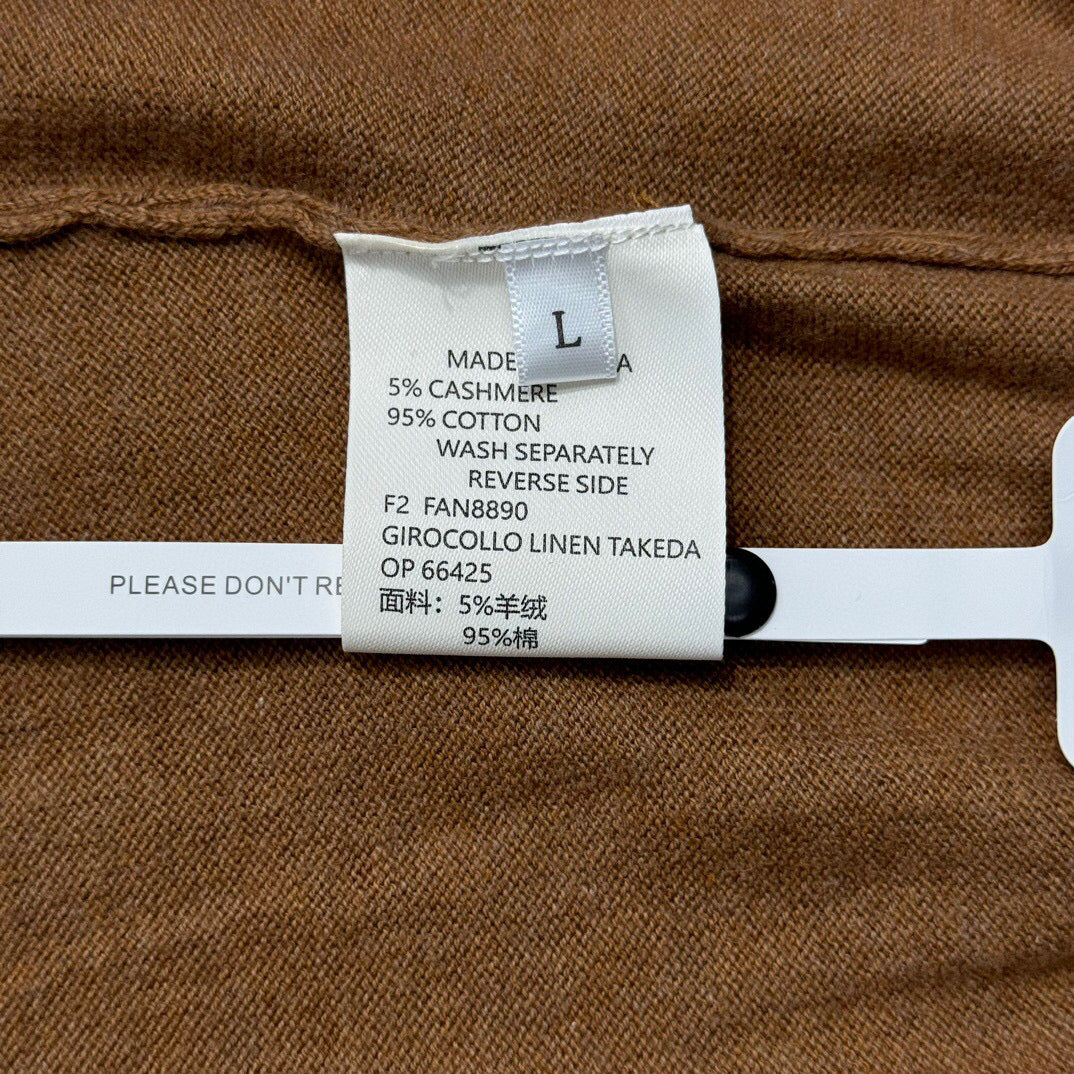 L
MADE
5% CASHMERE
95% COTTON
WASH SEPARATELY
REVERSE SIDE
F2 FAN8890
GIROCOLLO LINEN TAKEDA
OP 66425
面料：5%羊绒
95%棉
PLEASE DON'T